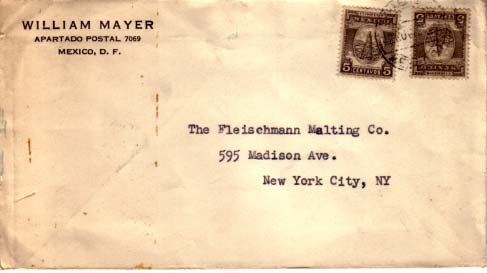 WILLIAM MAYER
APARTADO POSTAL 7069
MEXICO, D. F.
MEXICO
5 CENTAVOS 5
The Fleischmann Malting Co.
595 Madison Ave.
New York City, NY